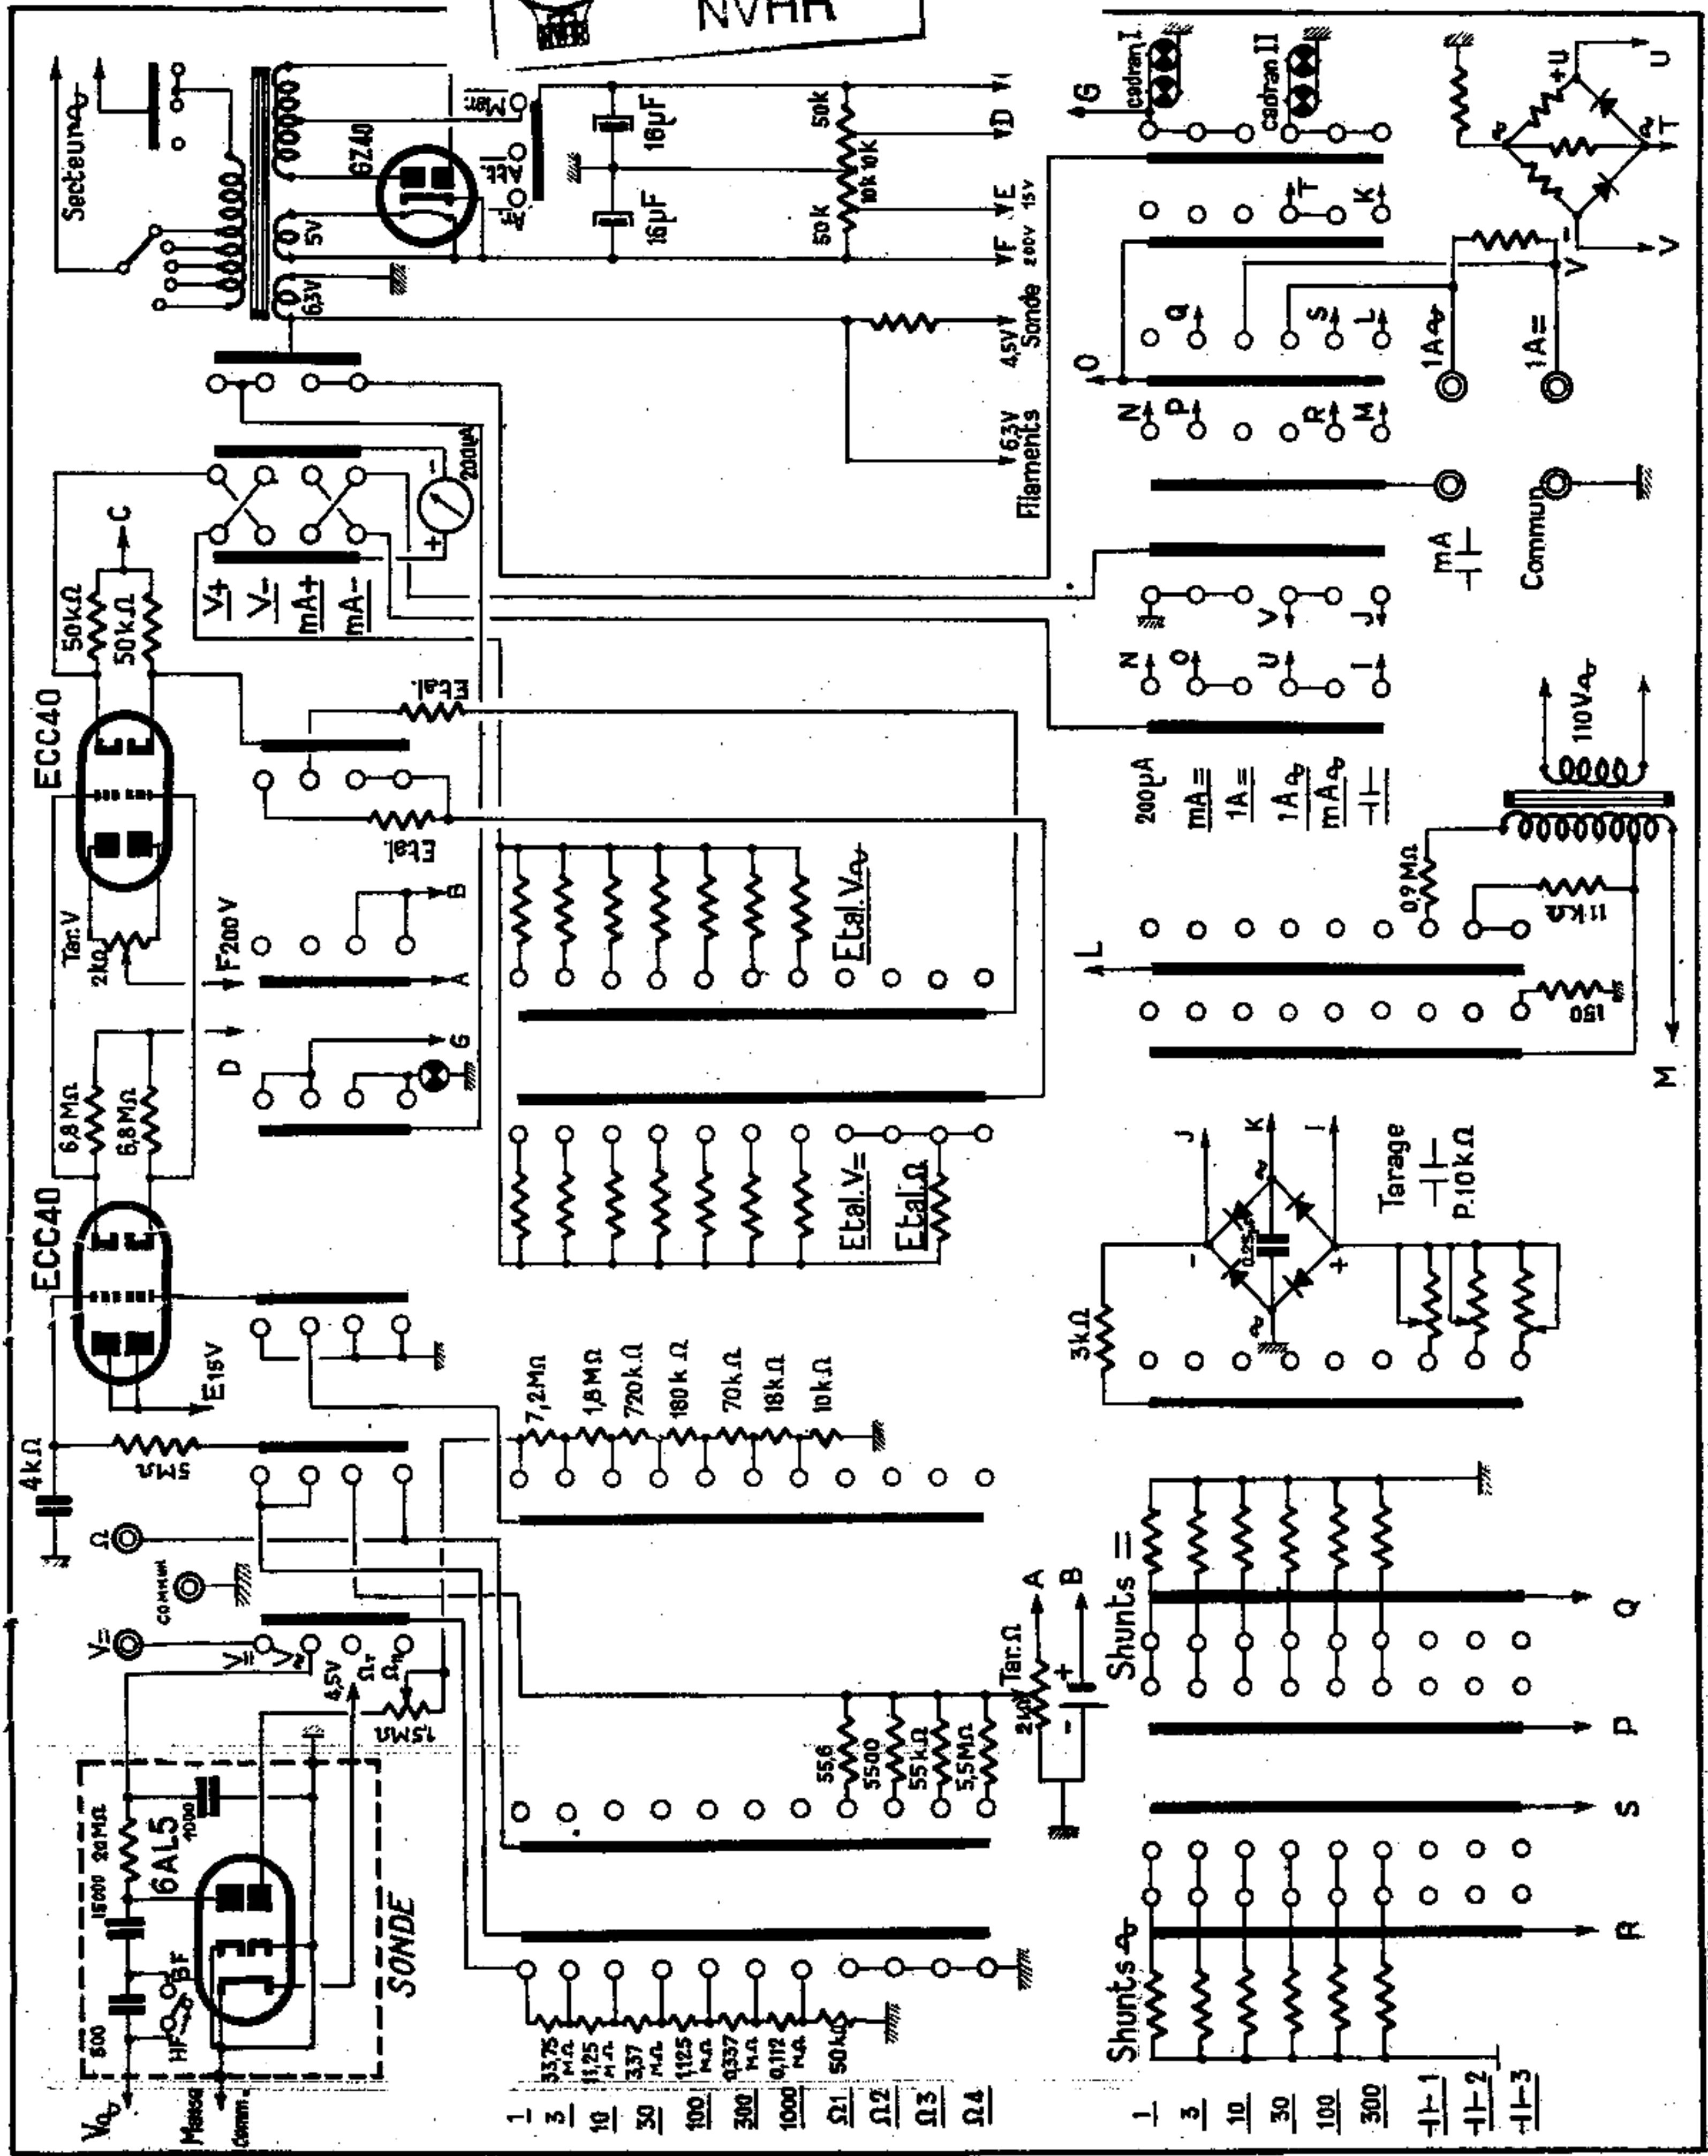 NVHR
Secteur
GZ40
5V
6,3V
Mar.
16µF
16µF
50k
10k
10k
50k
D
E 15V
F 200V
4,5V Sonde
6,3V Filaments
200µA
-
+
C
50kΩ
50kΩ
V+
V-
mA+
mA-
ECC40
Etal.
Etal.
Tar.V
2kΩ
F200V
A
B
D
G
6,8MΩ
6,8MΩ
ECC40
E15V
4kΩ
5MΩ
Ω
COMMUN
V=
V=
V~
4,5V
15000
20MΩ
6AL5
1000
500
HF
BF
SONDE
V~
Masse
Comm.
Etal.V~
Etal.V=
Etal.Ω
7,2MΩ
1,8MΩ
720kΩ
180kΩ
70kΩ
18kΩ
10kΩ
55,6
5500
55kΩ
5,5MΩ
Tar.Ω
A
B
+
-
33,75 MΩ
11,25 MΩ
3,37 MΩ
1,125 MΩ
0,337 MΩ
0,112 MΩ
50kΩ
1
3
10
30
100
300
1000
Ω1
Ω2
Ω3
Ω4
G
cadran I
cadran II
T
K
+U
U
T
V
V-
O
Q
S
L
1A~
1A=
N
P
R
M
mA
Commun
V
J
N
O
U
I
200µA
mA=
1A=
1A~
mA~
110V~
0,9MΩ
11kΩ
150
L
M
3kΩ
J
K
I
-
+
Tarage
P.10kΩ
Shunts =
Q
P
S
R
Shunts ~
1
3
10
30
100
300
1
2
3